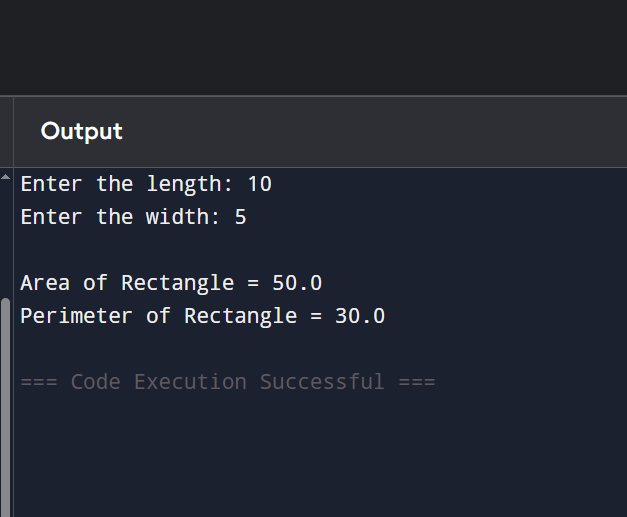 Output
Enter the length: 10
Enter the width: 5
Area of Rectangle = 50.0
Perimeter of Rectangle = 30.0
=== Code Execution Successful ===